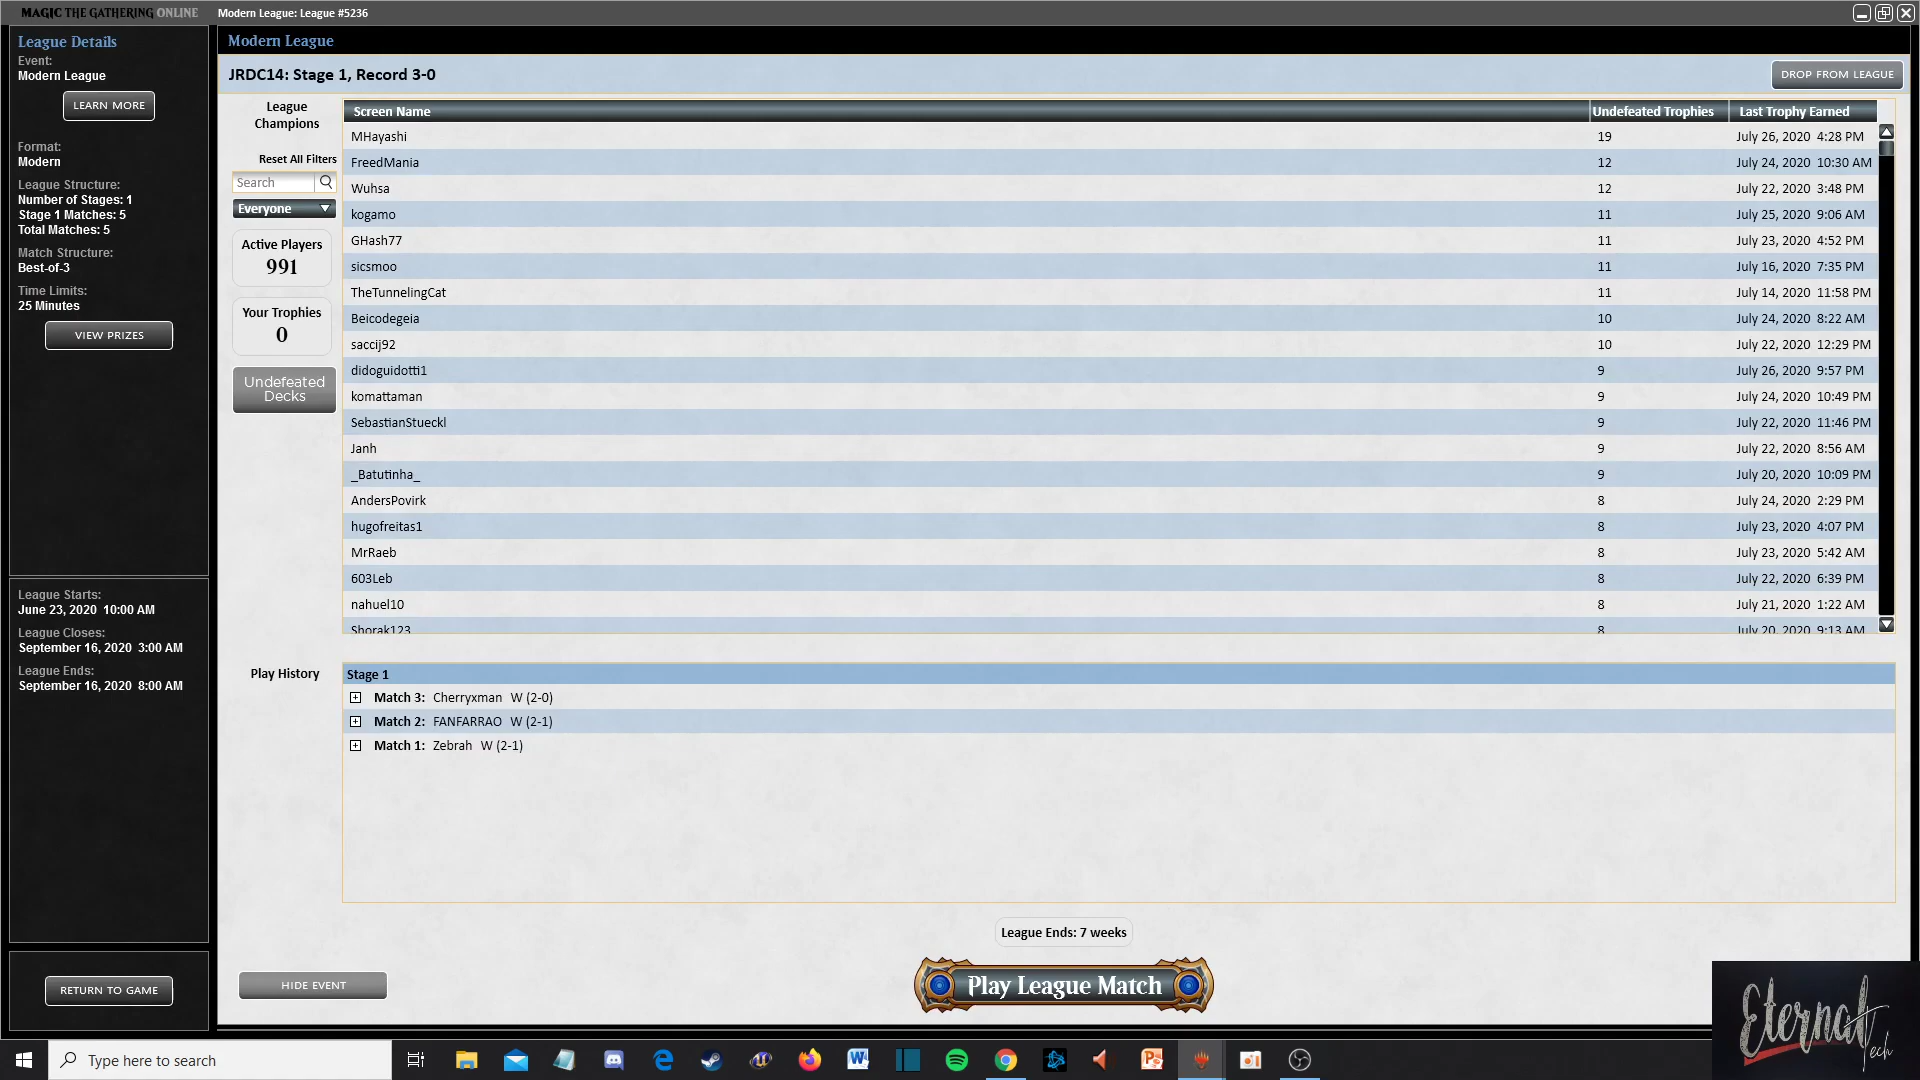 MAGIC THE GATHERING ONLINE
Modern League: League #5236
League Details
Event:
Modern League
LEARN MORE
Format:
Modern
League Structure:
Number of Stages: 1
Stage 1 Matches: 5
Total Matches: 5
Match Structure:
Best-of-3
Time Limits:
25 Minutes
VIEW PRIZES
League Starts:
June 23, 2020 10:00 AM
League Closes:
September 16, 2020 3:00 AM
League Ends:
September 16, 2020 8:00 AM
RETURN TO GAME
Modern League
JRDC14: Stage 1, Record 3-0
DROP FROM LEAGUE
League
Champions
Reset All Filters
Search
Everyone
Active Players
991
Your Trophies
0
Undefeated
Decks
Screen Name Undefeated Trophies Last Trophy Earned
MHayashi 19 July 26, 2020 4:28 PM
FreedMania 12 July 24, 2020 10:30 AM
Wuhsa 12 July 22, 2020 3:48 PM
kogamo 11 July 25, 2020 9:06 AM
GHash77 11 July 23, 2020 4:52 PM
sicsmoo 11 July 16, 2020 7:35 PM
TheTunnelingCat 11 July 14, 2020 11:58 PM
Beicodegeia 10 July 24, 2020 8:22 AM
saccij92 10 July 22, 2020 12:29 PM
didoguidotti1 9 July 26, 2020 9:57 PM
komattaman 9 July 24, 2020 10:49 PM
SebastianStueckl 9 July 22, 2020 11:46 PM
Janh 9 July 22, 2020 8:56 AM
_Batutinha_ 9 July 20, 2020 10:09 PM
AndersPovirk 8 July 24, 2020 2:29 PM
hugofreitas1 8 July 23, 2020 4:07 PM
MrRaeb 8 July 23, 2020 5:42 AM
603Leb 8 July 22, 2020 6:39 PM
nahuel10 8 July 21, 2020 1:22 AM
Shorak123 8 July 20, 2020 9:13 AM
Play History
Stage 1
Match 3: Cherryxman W (2-0)
Match 2: FANFARRAO W (2-1)
Match 1: Zebrah W (2-1)
League Ends: 7 weeks
HIDE EVENT
Play League Match
Eternal
Tech
Type here to search